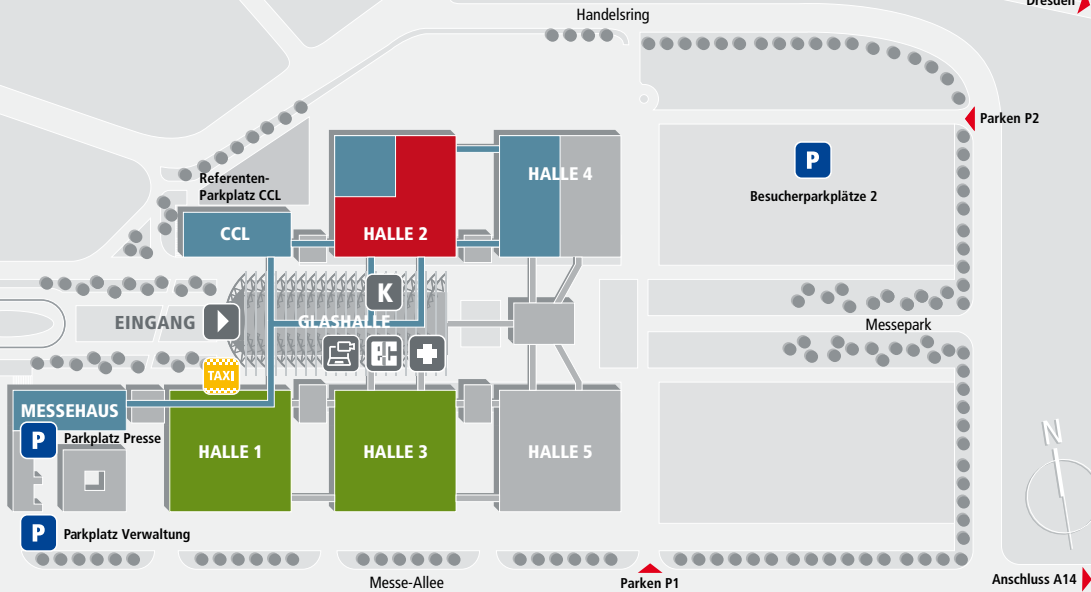 Dresden
Handelsring
Parken P2
P
Besucherparkplätze 2
Referenten-
Parkplatz CCL
HALLE 4
CCL
HALLE 2
K
EINGANG
GLASHALLE
Messepark
EC
TAXI
MESSEHAUS
P
Parkplatz Presse
HALLE 1
HALLE 3
HALLE 5
N
P
Parkplatz Verwaltung
Messe-Allee
Parken P1
Anschluss A14